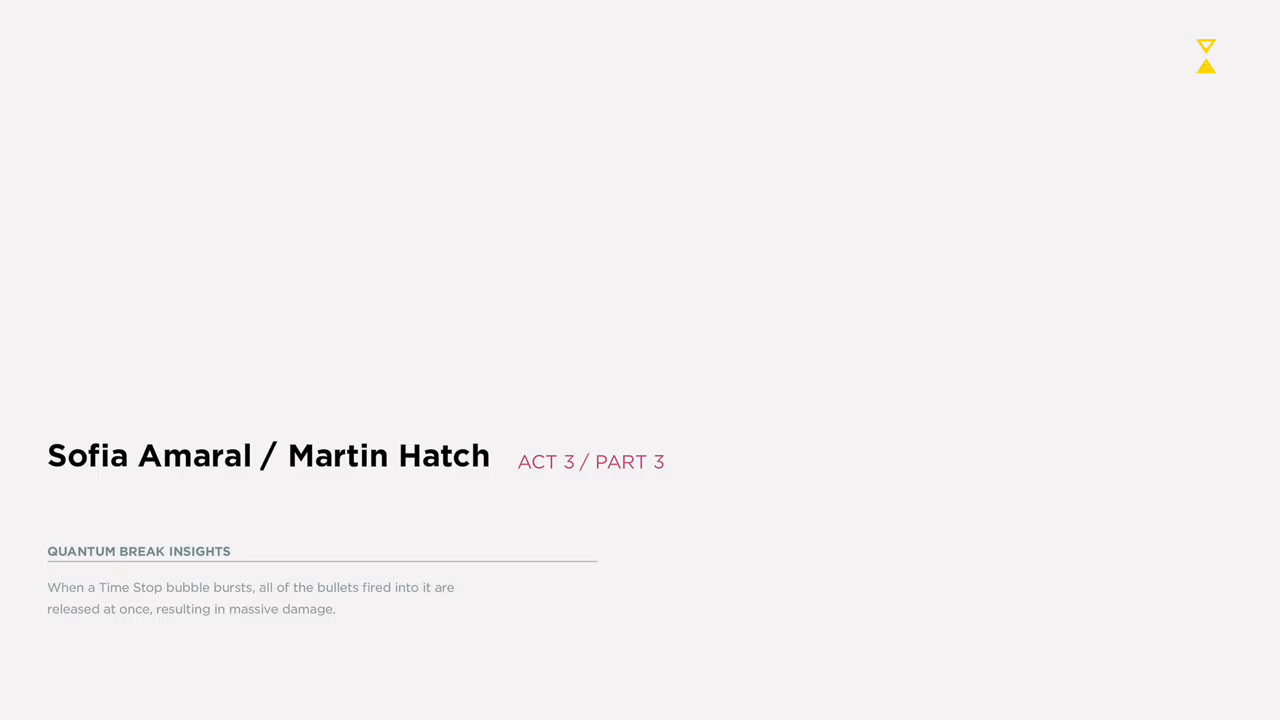 Sofia Amaral / Martin Hatch ACT 3 / PART 3
QUANTUM BREAK INSIGHTS
When a Time Stop bubble bursts, all of the bullets fired into it are
released at once, resulting in massive damage.